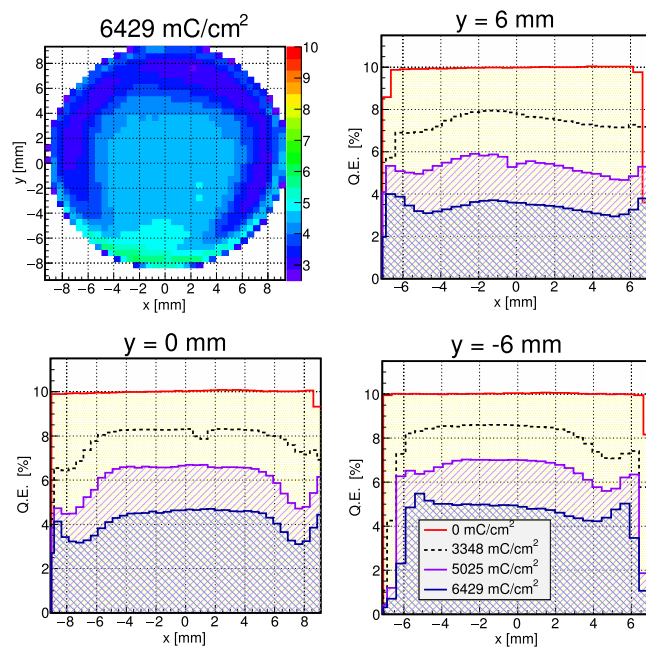 6429 mC/cm²
y [mm]
8
6
4
2
0
−2
−4
−6
−8
−8 −6 −4 −2 0 2 4 6 8
x [mm]
10
9
8
7
6
5
4
3
y = 6 mm
Q.E. [%]
10
8
6
4
2
0
−6 −4 −2 0 2 4 6
x [mm]
y = 0 mm
Q.E. [%]
10
8
6
4
2
0
−8 −6 −4 −2 0 2 4 6 8
x [mm]
y = -6 mm
Q.E. [%]
10
8
6
4
2
0
0 mC/cm²
3348 mC/cm²
5025 mC/cm²
6429 mC/cm²
−6 −4 −2 0 2 4 6
x [mm]